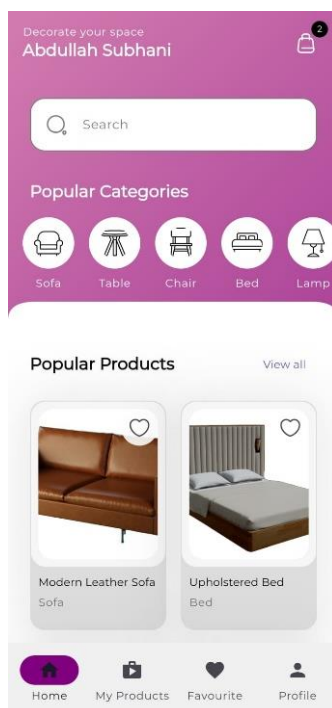 Decorate your space
Abdullah Subhani
2
Search
Popular Categories
Sofa Table Chair Bed Lamp
Popular Products View all
Modern Leather Sofa Upholstered Bed
Sofa Bed
Home My Products Favourite Profile